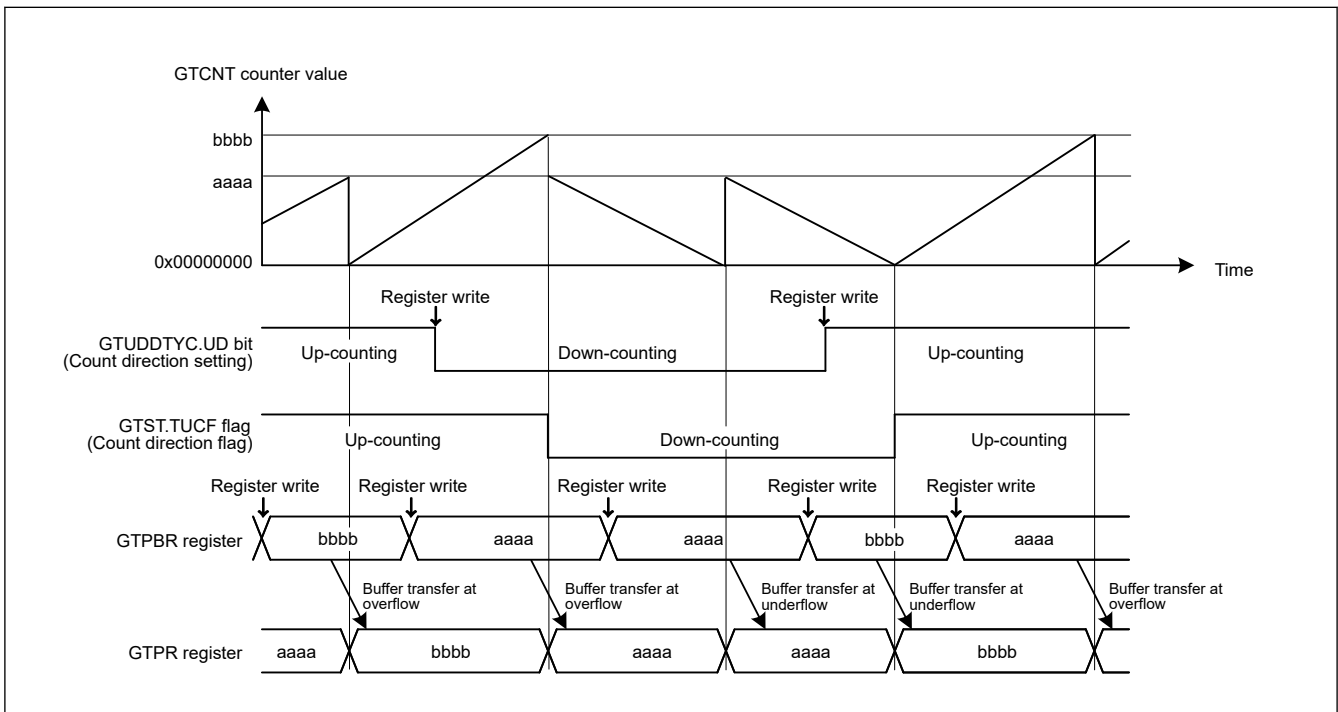 GTCNT counter value
bbbb
aaaa
0x00000000
Time
Register write
Register write
GTUDDTYC.UD bit
(Count direction setting)
Up-counting
Down-counting
Up-counting
GTST.TUCF flag
(Count direction flag)
Up-counting
Down-counting
Up-counting
Register write
Register write
Register write
Register write
Register write
GTPBR register
bbbb
aaaa
aaaa
bbbb
aaaa
Buffer transfer at
overflow
Buffer transfer at
overflow
Buffer transfer at
underflow
Buffer transfer at
underflow
Buffer transfer at
overflow
GTPR register
aaaa
bbbb
aaaa
aaaa
bbbb